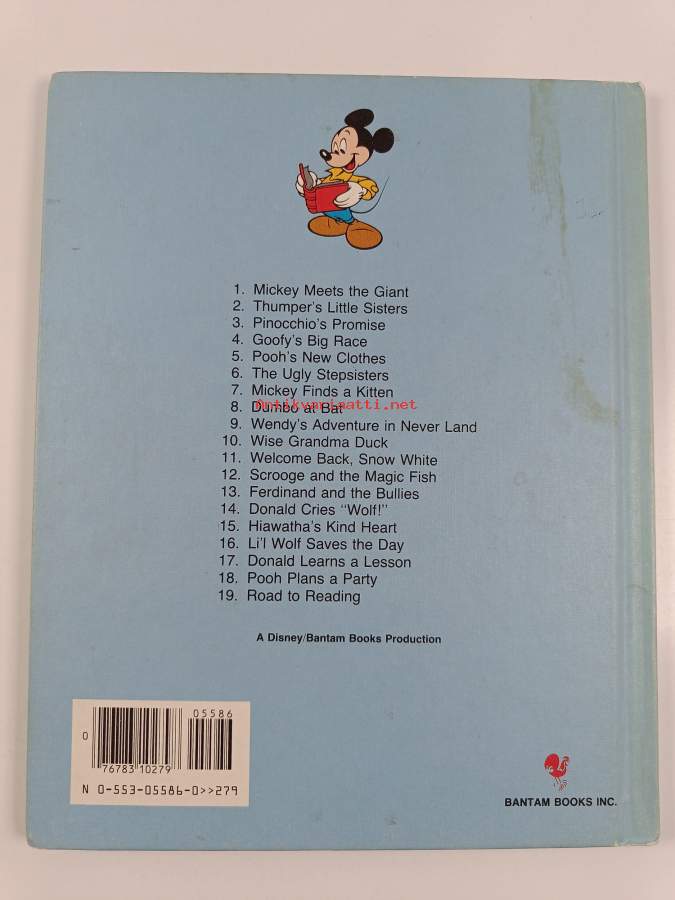 1. Mickey Meets the Giant
2. Thumper's Little Sisters
3. Pinocchio's Promise
4. Goofy's Big Race
5. Pooh's New Clothes
6. The Ugly Stepsisters
7. Mickey Finds a Kitten
Antikvariaatti.net
8. Dumbo at Bat
9. Wendy's Adventure in Never Land
10. Wise Grandma Duck
11. Welcome Back, Snow White
12. Scrooge and the Magic Fish
13. Ferdinand and the Bullies
14. Donald Cries "Wolf!"
15. Hiawatha's Kind Heart
16. Li'l Wolf Saves the Day
17. Donald Learns a Lesson
18. Pooh Plans a Party
19. Road to Reading
A Disney/Bantam Books Production
05586
0 76783 10279
N 0-553-05586-0>>279
BANTAM BOOKS INC.